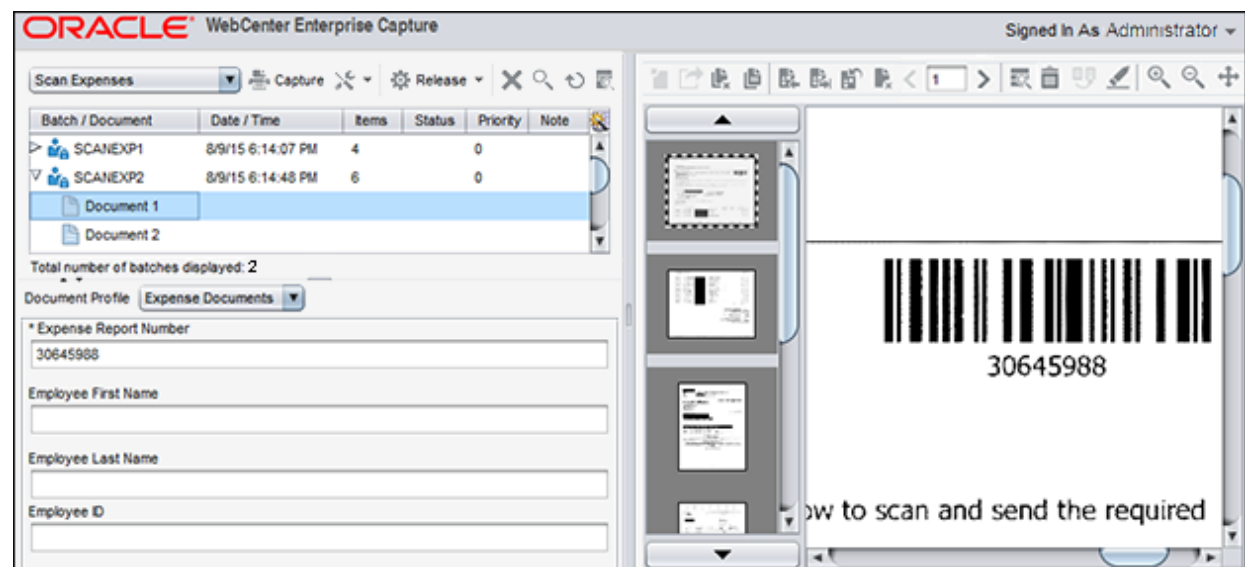 ORACLE® WebCenter Enterprise Capture
Signed In As Administrator
Scan Expenses Capture Release
1
Batch / Document Date / Time Items Status Priority Note
SCANEXP1 8/9/15 6:14:07 PM 4 0
SCANEXP2 8/9/15 6:14:48 PM 6 0
Document 1
Document 2
Total number of batches displayed: 2
Document Profile Expense Documents
* Expense Report Number
30645988
Employee First Name
Employee Last Name
Employee ID
30645988
ow to scan and send the required